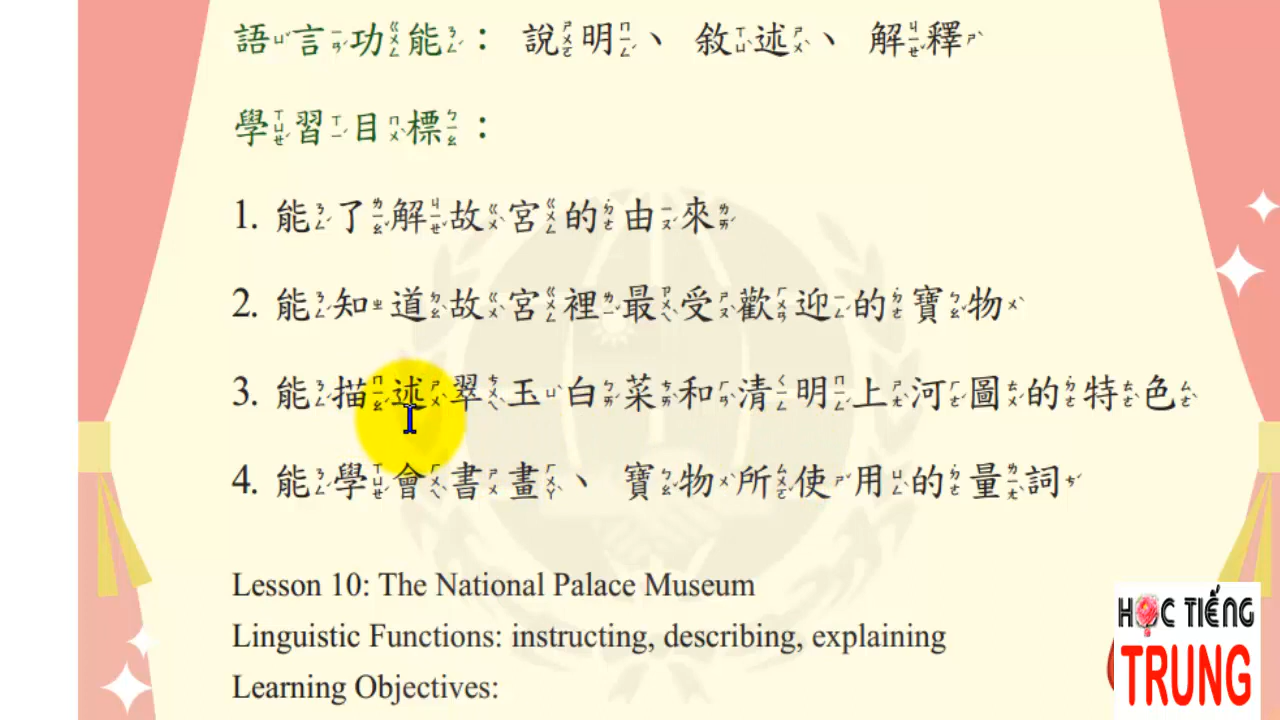 語言功能：說明、敘述、解釋
學習目標：
1. 能了解故宮的由來
2. 能知道故宮裡最受歡迎的寶物
3. 能描述翠玉白菜和清明上河圖的特色
4. 能學會書畫、寶物所使用的量詞
Lesson 10: The National Palace Museum
Linguistic Functions: instructing, describing, explaining
Learning Objectives:
HỌC TIẾNG
TRUNG